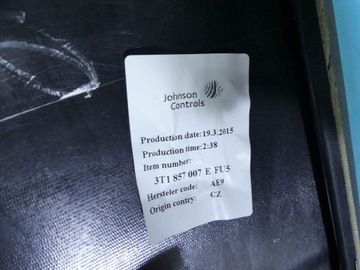 Johnson
Controls
Production date: 19.3.2015
Production time: 2:38
Item number:
3T1 857 007 E FU5
Hersteler code: AE9
Origin contry: CZ